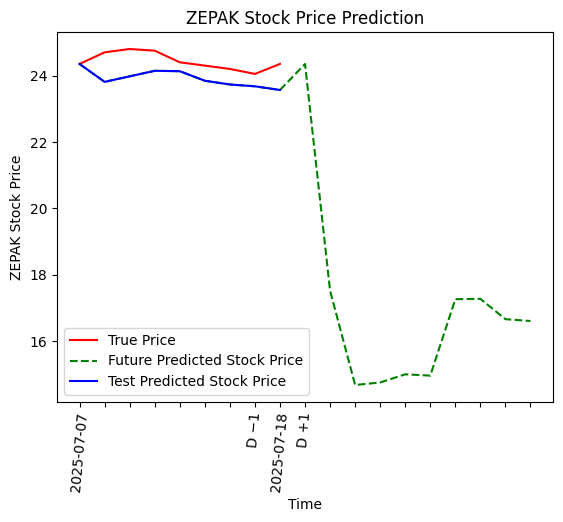 ZEPAK Stock Price Prediction
ZEPAK Stock Price
24
22
20
18
16
True Price
Future Predicted Stock Price
Test Predicted Stock Price
2025-07-07
D −1
2025-07-18
D +1
Time